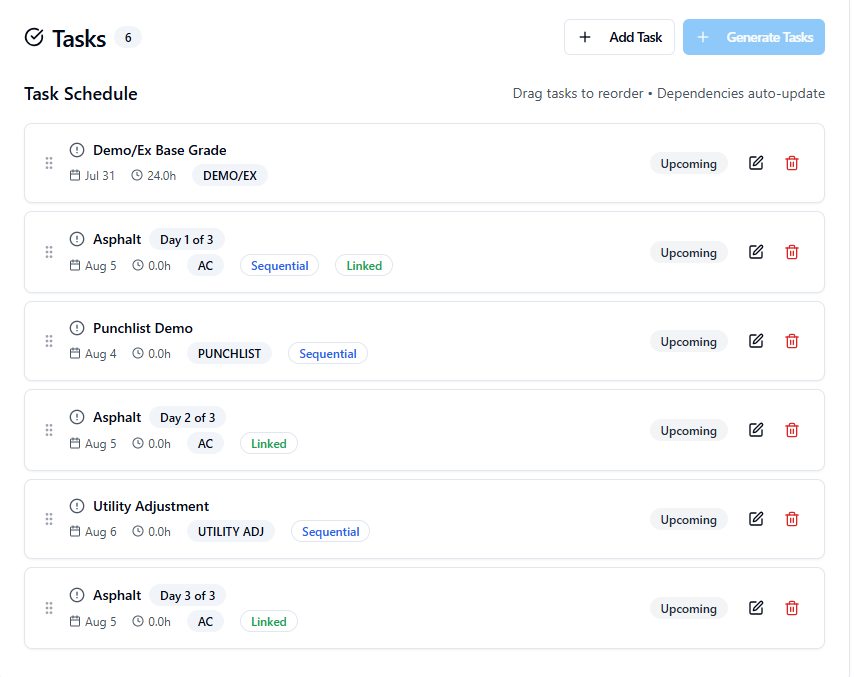 Tasks 6 Add Task Generate Tasks
Task Schedule Drag tasks to reorder • Dependencies auto-update
Demo/Ex Base Grade
Jul 31 24.0h DEMO/EX Upcoming
Asphalt Day 1 of 3
Aug 5 0.0h AC Sequential Linked Upcoming
Punchlist Demo
Aug 4 0.0h PUNCHLIST Sequential Upcoming
Asphalt Day 2 of 3
Aug 5 0.0h AC Linked Upcoming
Utility Adjustment
Aug 6 0.0h UTILITY ADJ Sequential Upcoming
Asphalt Day 3 of 3
Aug 5 0.0h AC Linked Upcoming